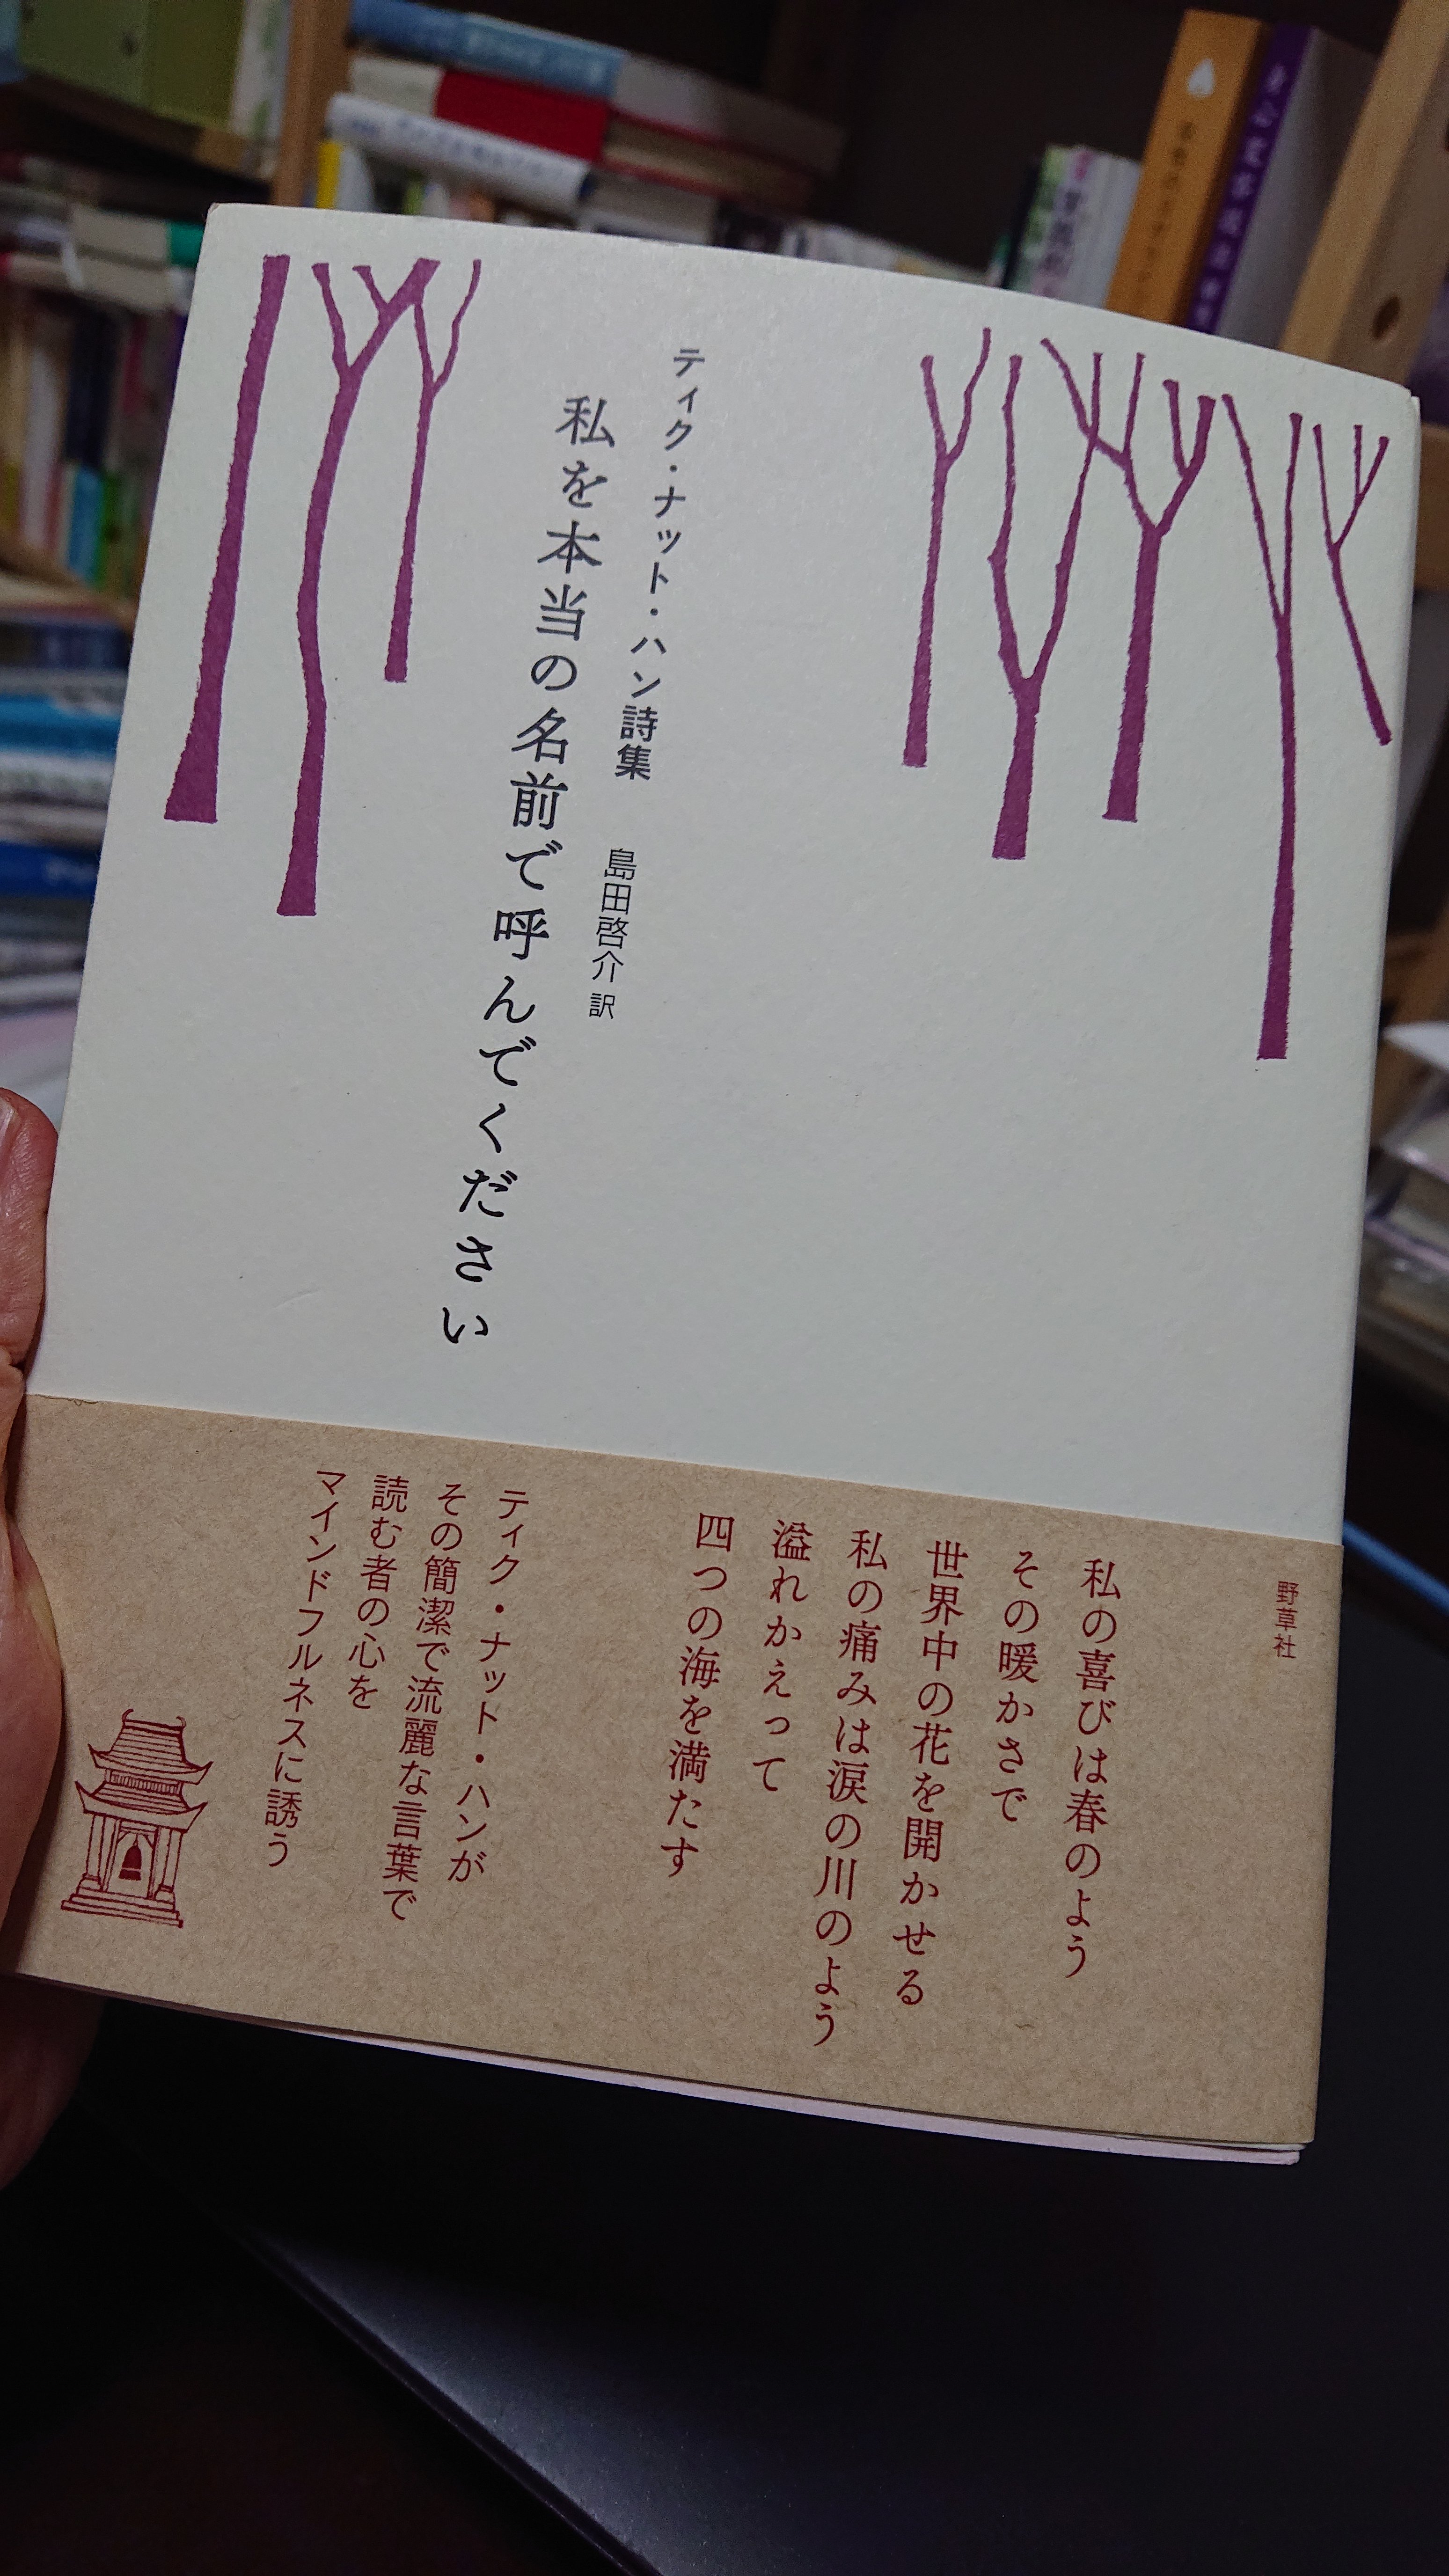 ティク・ナット・ハン詩集 島田啓介 訳
私を本当の名前で呼んでください
野草社
私の喜びは春のよう
その暖かさで
世界中の花を開かせる
私の痛みは涙の川のよう
溢れかえって
四つの海を満たす
ティク・ナット・ハンが
その簡潔で流麗な言葉で
読む者の心を
マインドフルネスに誘う